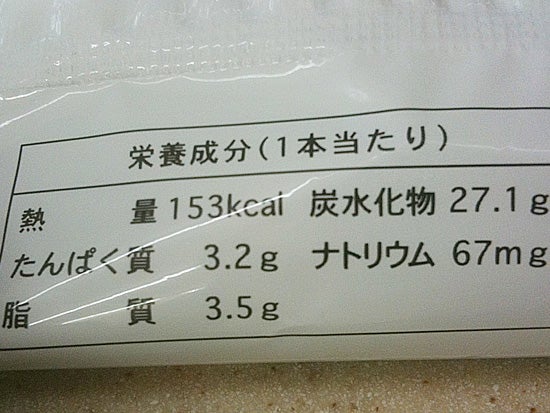 栄養成分(1本当たり)
熱量 153kcal 炭水化物 27.1g
たんぱく質 3.2g ナトリウム 67mg
脂質 3.5g